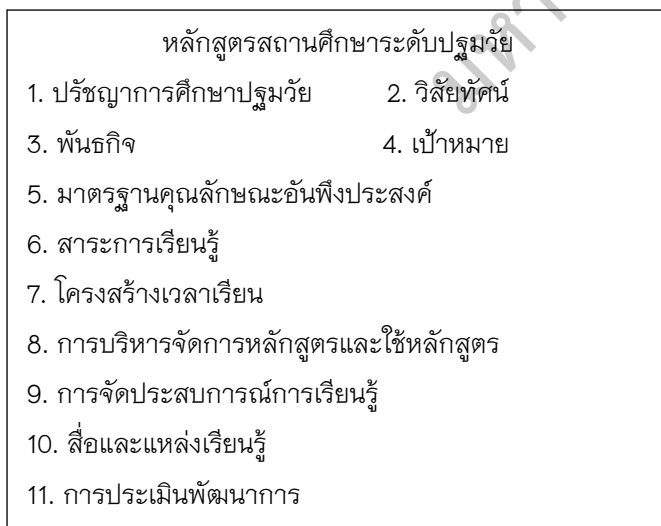 หลักสูตรสถานศึกษาระดับปฐมวัย
1. ปรัชญาการศึกษาปฐมวัย 2. วิสัยทัศน์
3. พันธกิจ 4. เป้าหมาย
5. มาตรฐานคุณลักษณะอันพึงประสงค์
6. สาระการเรียนรู้
7. โครงสร้างเวลาเรียน
8. การบริหารจัดการหลักสูตรและใช้หลักสูตร
9. การจัดประสบการณ์การเรียนรู้
10. สื่อและแหล่งเรียนรู้
11. การประเมินพัฒนาการ